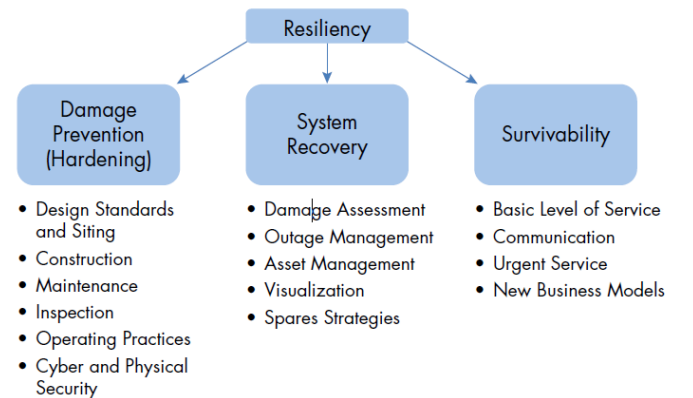 Resiliency
Damage
Prevention
(Hardening)
• Design Standards
and Siting
• Construction
• Maintenance
• Inspection
• Operating Practices
• Cyber and Physical
Security
System
Recovery
• Damage Assessment
• Outage Management
• Asset Management
• Visualization
• Spares Strategies
Survivability
• Basic Level of Service
• Communication
• Urgent Service
• New Business Models